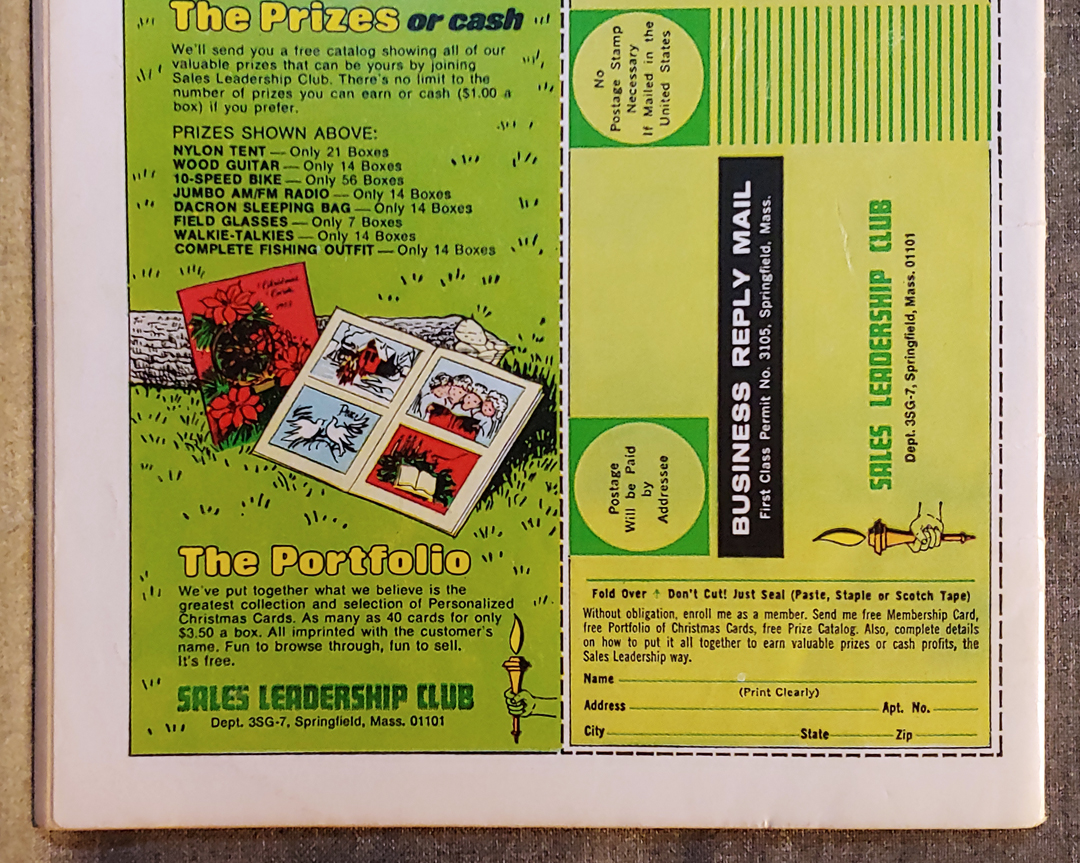 The Prizes or cash
We'll send you a free catalog showing all of our
valuable prizes that can be yours by joining
Sales Leadership Club. There's no limit to the
number of prizes you can earn or cash ($1.00 a
box) if you prefer.
PRIZES SHOWN ABOVE:
NYLON TENT — Only 21 Boxes
WOOD GUITAR — Only 14 Boxes
10-SPEED BIKE — Only 56 Boxes
JUMBO AM/FM RADIO — Only 14 Boxes
DACRON SLEEPING BAG — Only 14 Boxes
FIELD GLASSES — Only 7 Boxes
WALKIE-TALKIES — Only 14 Boxes
COMPLETE FISHING OUTFIT — Only 14 Boxes
Christmas
Cards
The Portfolio
We've put together what we believe is the
greatest collection and selection of Personalized
Christmas Cards. As many as 40 cards for only
$3.50 a box. All imprinted with the customer's
name. Fun to browse through, fun to sell.
It's free.
SALES LEADERSHIP CLUB
Dept. 3SG-7, Springfield, Mass. 01101
No
Postage Stamp
Necessary
If Mailed in the
United States
BUSINESS REPLY MAIL
First Class Permit No. 3105, Springfield, Mass.
SALES LEADERSHIP CLUB
Dept. 3SG-7, Springfield, Mass. 01101
Postage
Will be Paid
by
Addressee
Fold Over ↑ Don't Cut! Just Seal (Paste, Staple or Scotch Tape)
Without obligation, enroll me as a member. Send me free Membership Card,
free Portfolio of Christmas Cards, free Prize Catalog. Also, complete details
on how to put it all together to earn valuable prizes or cash profits, the
Sales Leadership way.
Name
(Print Clearly)
Address Apt. No.
City State Zip